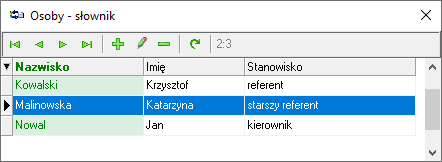 Osoby - słownik
2:3
Nazwisko Imię Stanowisko
Kowalski Krzysztof referent
Malinowska Katarzyna starszy referent
Nowal Jan kierownik